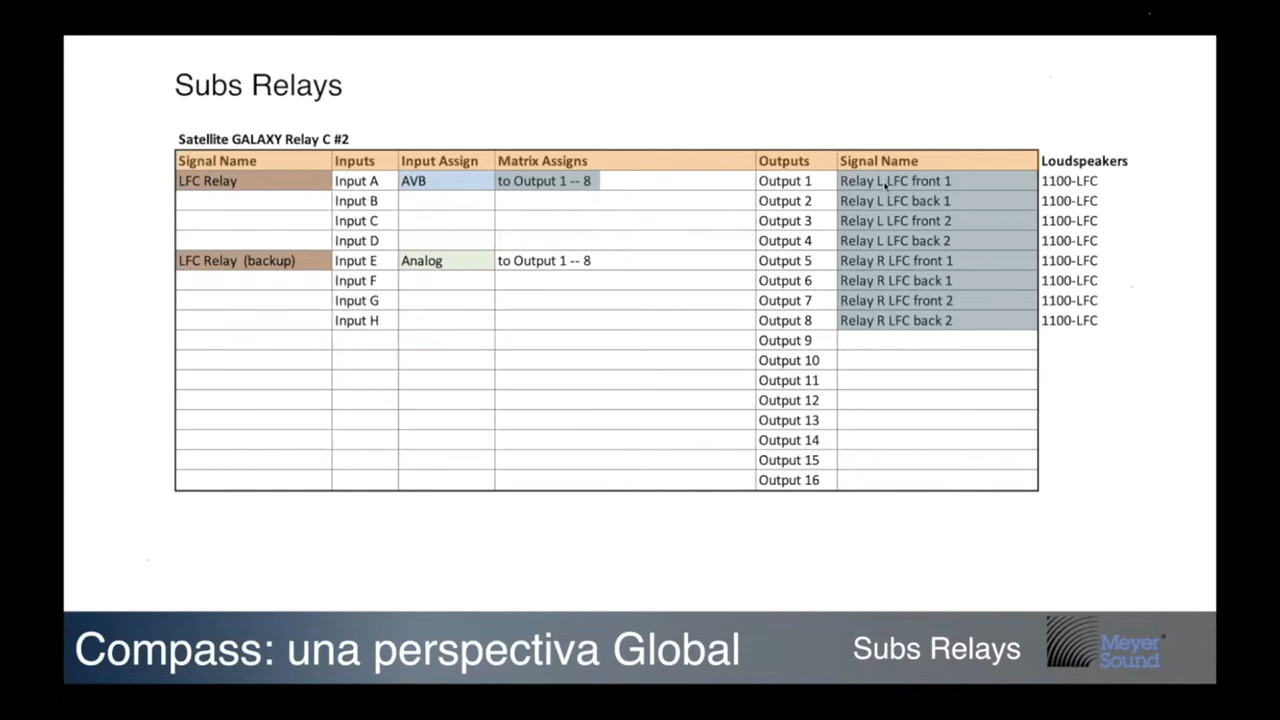 Subs Relays
Satellite GALAXY Relay C #2
Signal Name Inputs Input Assign Matrix Assigns Outputs Signal Name Loudspeakers
LFC Relay Input A AVB to Output 1 -- 8 Output 1 Relay L LFC front 1 1100-LFC
Input B Output 2 Relay L LFC back 1 1100-LFC
Input C Output 3 Relay L LFC front 2 1100-LFC
Input D Output 4 Relay L LFC back 2 1100-LFC
LFC Relay (backup) Input E Analog to Output 1 -- 8 Output 5 Relay R LFC front 1 1100-LFC
Input F Output 6 Relay R LFC back 1 1100-LFC
Input G Output 7 Relay R LFC front 2 1100-LFC
Input H Output 8 Relay R LFC back 2 1100-LFC
Output 9
Output 10
Output 11
Output 12
Output 13
Output 14
Output 15
Output 16
Compass: una perspectiva Global Subs Relays Meyer Sound